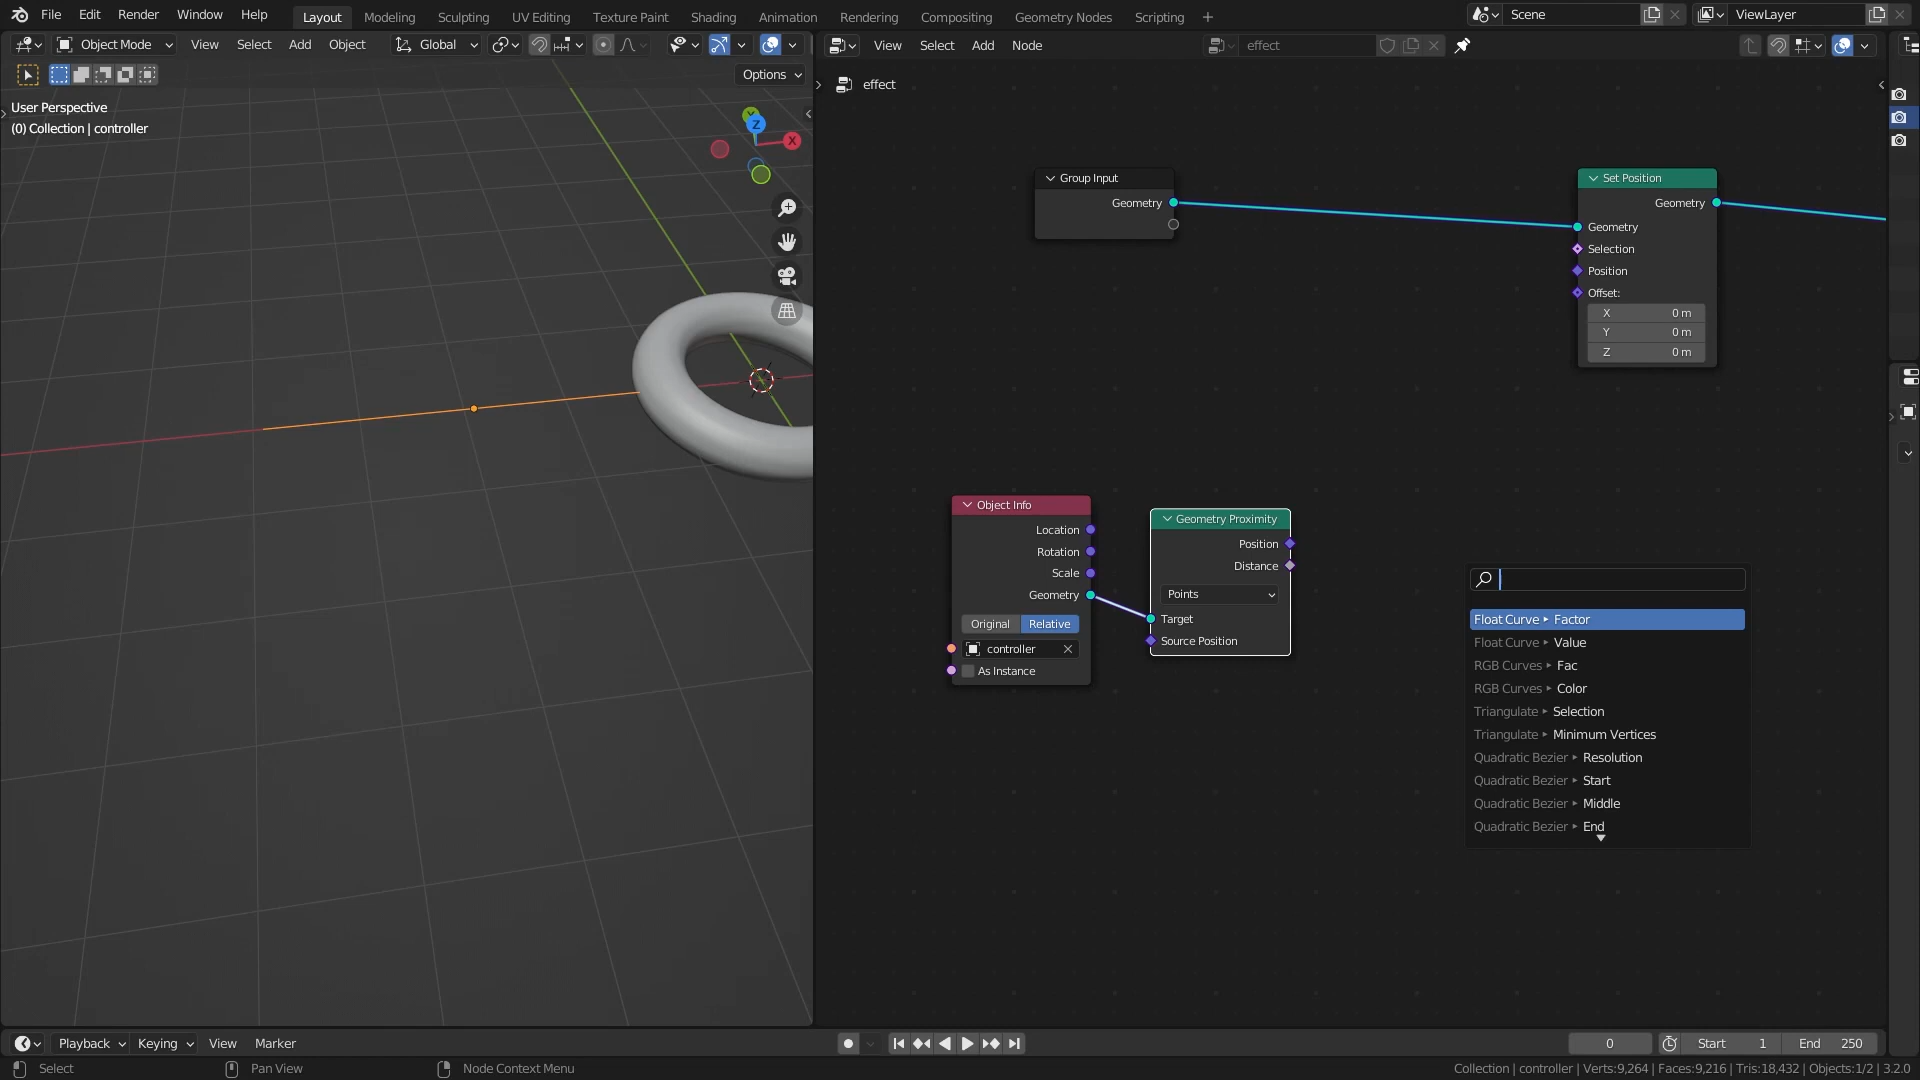 File Edit Render Window Help
Layout Modeling Sculpting UV Editing Texture Paint Shading Animation Rendering Compositing Geometry Nodes Scripting +
Scene
ViewLayer
Object Mode View Select Add Object Global
View Select Add Node effect
Options
User Perspective
(0) Collection | controller
Y
Z
X
effect
Group Input
Geometry
Set Position
Geometry
Geometry
Selection
Position
Offset:
X 0 m
Y 0 m
Z 0 m
Object Info
Location
Rotation
Scale
Geometry
Original Relative
controller
As Instance
Geometry Proximity
Position
Distance
Points
Target
Source Position
Float Curve ▸ Factor
Float Curve ▸ Value
RGB Curves ▸ Fac
RGB Curves ▸ Color
Triangulate ▸ Selection
Triangulate ▸ Minimum Vertices
Quadratic Bezier ▸ Resolution
Quadratic Bezier ▸ Start
Quadratic Bezier ▸ Middle
Quadratic Bezier ▸ End
Playback Keying View Marker
0
Start 1
End 250
Select Pan View Node Context Menu
Collection | controller | Verts:9,264 | Faces:9,216 | Tris:18,432 | Objects:1/2 | 3.2.0